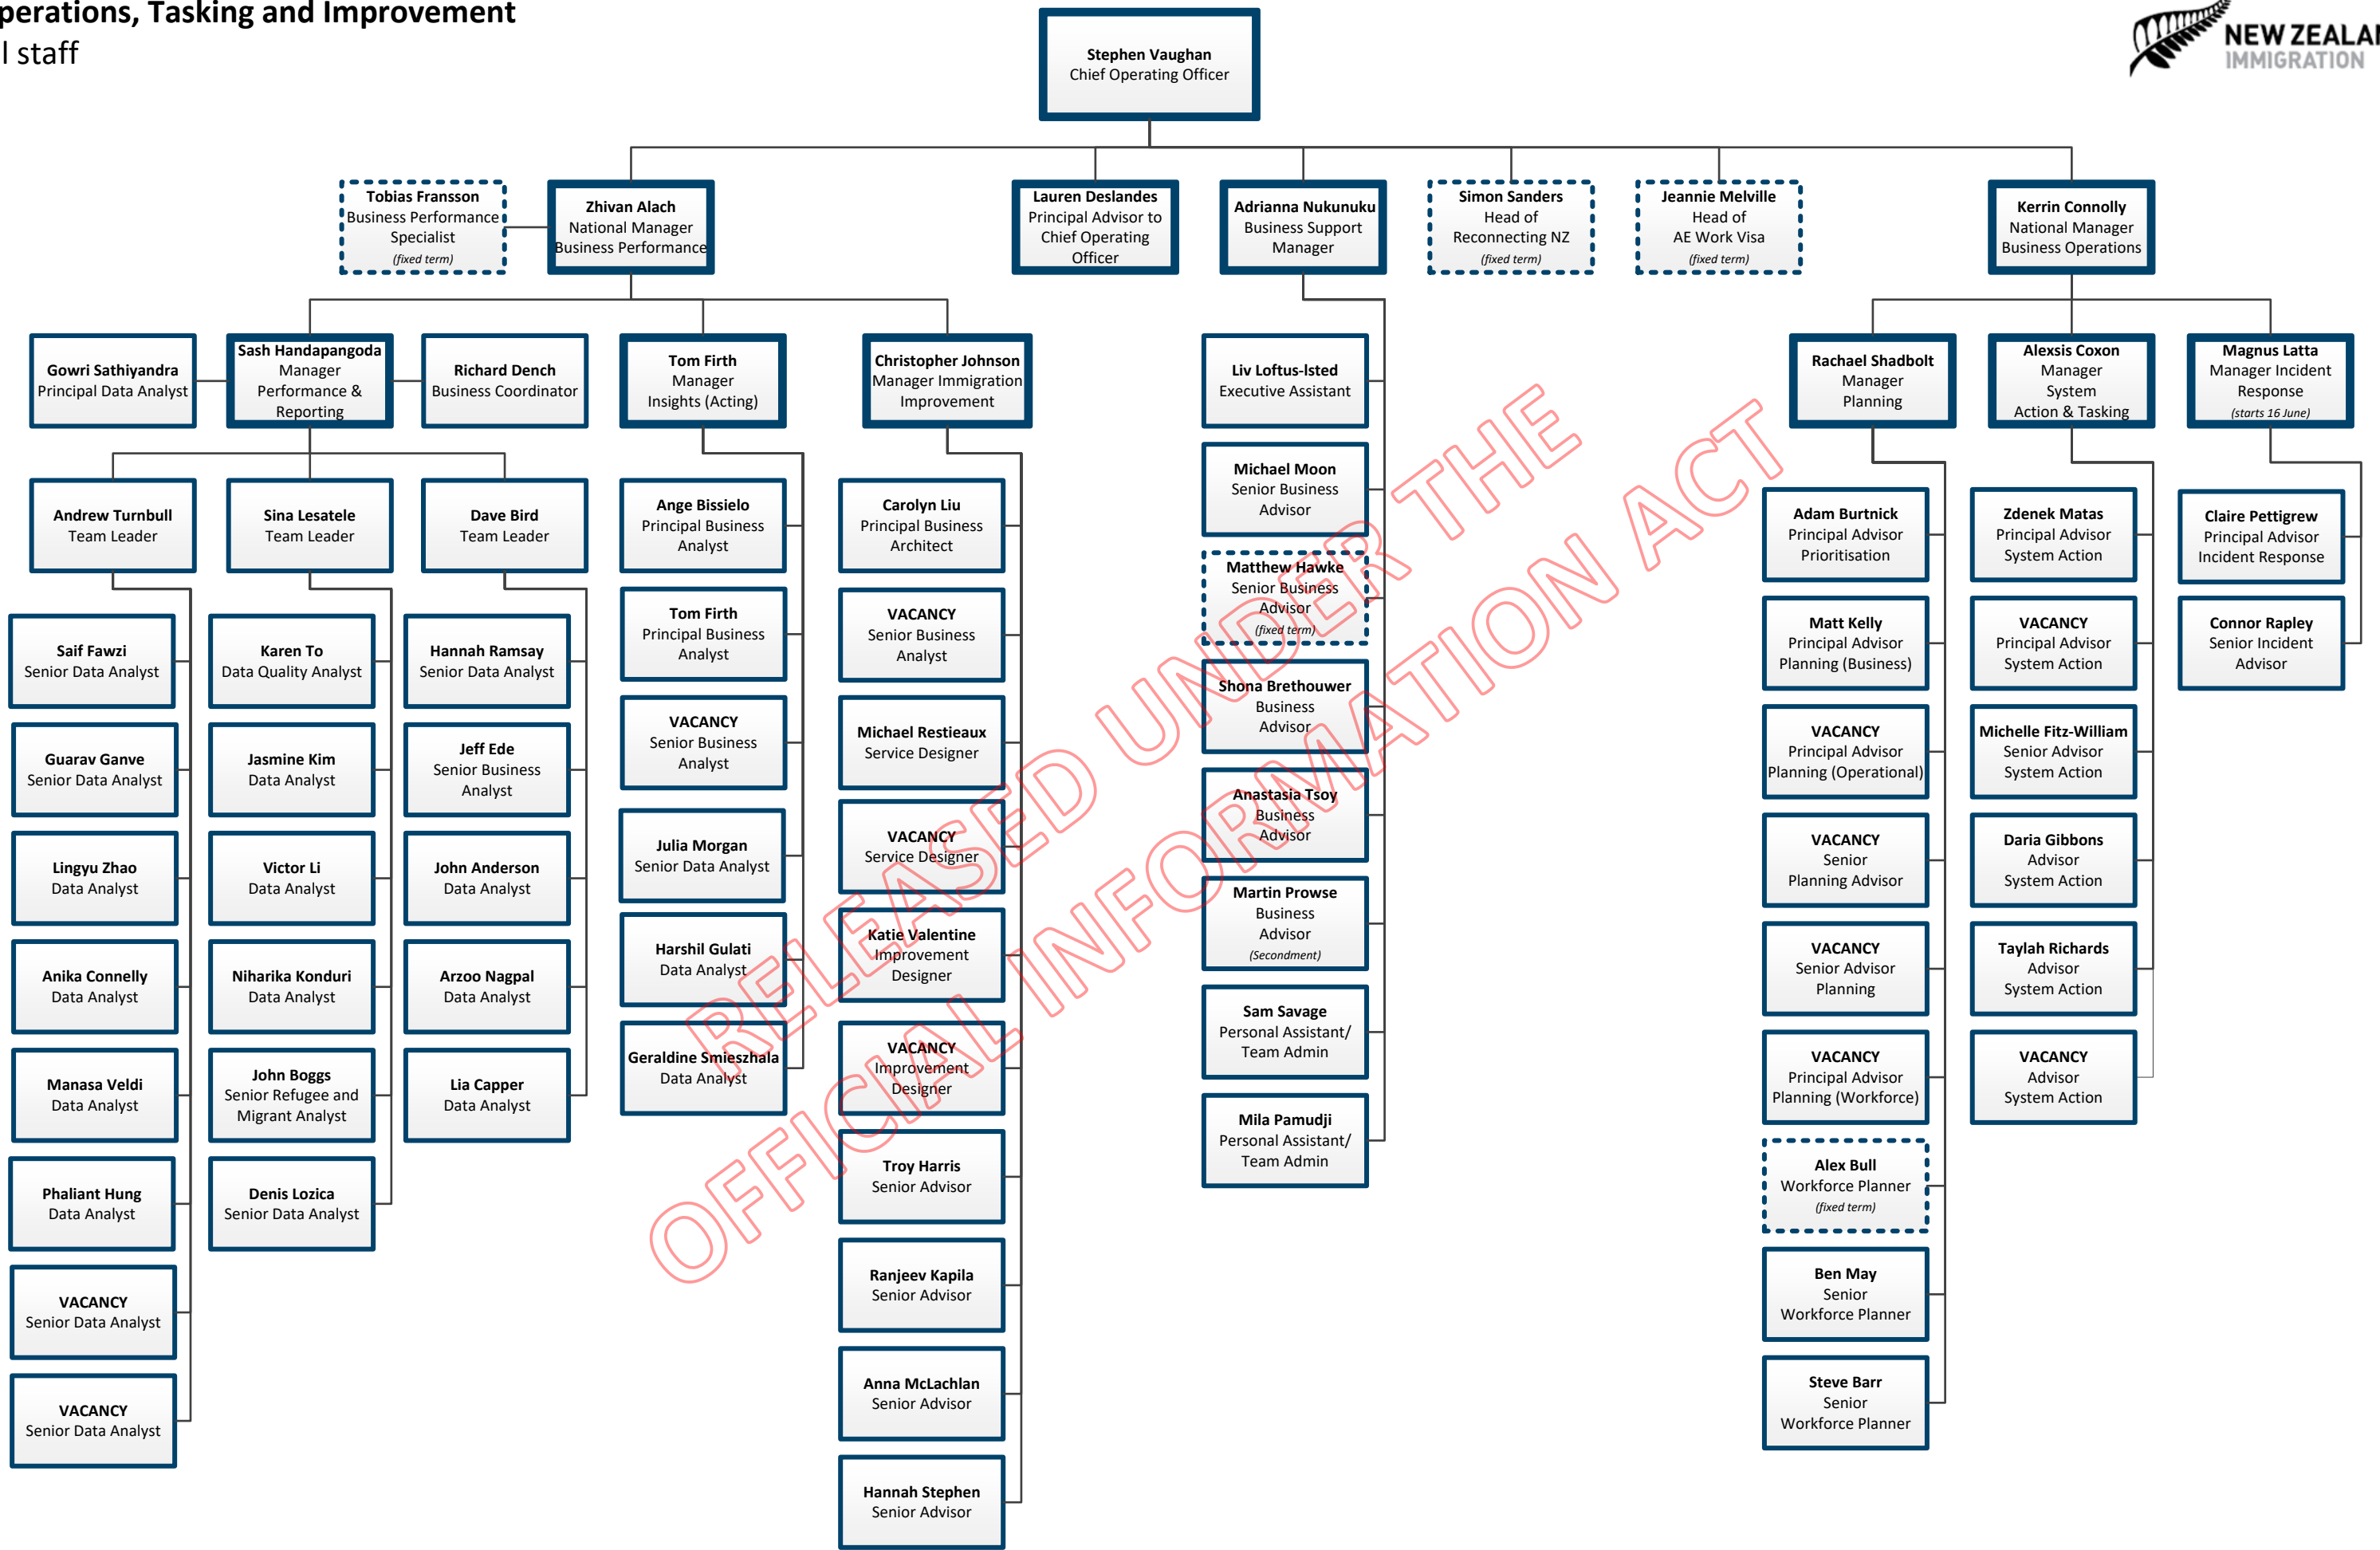 perations, Tasking and Improvement
l staff
NEW ZEALAN
IMMIGRATION
Stephen Vaughan
Chief Operating Officer
Tobias Fransson
Business Performance
Specialist
(fixed term)
Zhivan Alach
National Manager
Business Performance
Lauren Deslandes
Principal Advisor to
Chief Operating
Officer
Adrianna Nukunuku
Business Support
Manager
Simon Sanders
Head of
Reconnecting NZ
(fixed term)
Jeannie Melville
Head of
AE Work Visa
(fixed term)
Kerrin Connolly
National Manager
Business Operations
Gowri Sathiyandra
Principal Data Analyst
Sash Handapangoda
Manager
Performance &
Reporting
Richard Dench
Business Coordinator
Tom Firth
Manager
Insights (Acting)
Christopher Johnson
Manager Immigration
Improvement
Rachael Shadbolt
Manager
Planning
Alexsis Coxon
Manager
System
Action & Tasking
Magnus Latta
Manager Incident
Response
(starts 16 June)
Andrew Turnbull
Team Leader
Saif Fawzi
Senior Data Analyst
Guarav Ganve
Senior Data Analyst
Lingyu Zhao
Data Analyst
Anika Connelly
Data Analyst
Manasa Veldi
Data Analyst
Phaliant Hung
Data Analyst
VACANCY
Senior Data Analyst
VACANCY
Senior Data Analyst
Sina Lesatele
Team Leader
Karen To
Data Quality Analyst
Jasmine Kim
Data Analyst
Victor Li
Data Analyst
Niharika Konduri
Data Analyst
John Boggs
Senior Refugee and
Migrant Analyst
Denis Lozica
Senior Data Analyst
Dave Bird
Team Leader
Hannah Ramsay
Senior Data Analyst
Jeff Ede
Senior Business
Analyst
John Anderson
Data Analyst
Arzoo Nagpal
Data Analyst
Lia Capper
Data Analyst
Ange Bissielo
Principal Business
Analyst
Tom Firth
Principal Business
Analyst
VACANCY
Senior Business
Analyst
Julia Morgan
Senior Data Analyst
Harshil Gulati
Data Analyst
Geraldine Smieszhala
Data Analyst
Carolyn Liu
Principal Business
Architect
VACANCY
Senior Business
Analyst
Michael Restieaux
Service Designer
VACANCY
Service Designer
Katie Valentine
Improvement
Designer
VACANCY
Improvement
Designer
Troy Harris
Senior Advisor
Ranjeev Kapila
Senior Advisor
Anna McLachlan
Senior Advisor
Hannah Stephen
Senior Advisor
Liv Loftus-Isted
Executive Assistant
Michael Moon
Senior Business
Advisor
Matthew Hawke
Senior Business
Advisor
(fixed term)
Shona Brethouwer
Business
Advisor
Anastasia Tsoy
Business
Advisor
Martin Prowse
Business
Advisor
(Secondment)
Sam Savage
Personal Assistant/
Team Admin
Mila Pamudji
Personal Assistant/
Team Admin
Adam Burtnick
Principal Advisor
Prioritisation
Matt Kelly
Principal Advisor
Planning (Business)
VACANCY
Principal Advisor
Planning (Operational)
VACANCY
Senior
Planning Advisor
VACANCY
Senior Advisor
Planning
VACANCY
Principal Advisor
Planning (Workforce)
Alex Bull
Workforce Planner
(fixed term)
Ben May
Senior
Workforce Planner
Steve Barr
Senior
Workforce Planner
Zdenek Matas
Principal Advisor
System Action
VACANCY
Principal Advisor
System Action
Michelle Fitz-William
Senior Advisor
System Action
Daria Gibbons
Advisor
System Action
Taylah Richards
Advisor
System Action
VACANCY
Advisor
System Action
Claire Pettigrew
Principal Advisor
Incident Response
Connor Rapley
Senior Incident
Advisor
RELEASED UNDER THE
OFFICIAL INFORMATION ACT